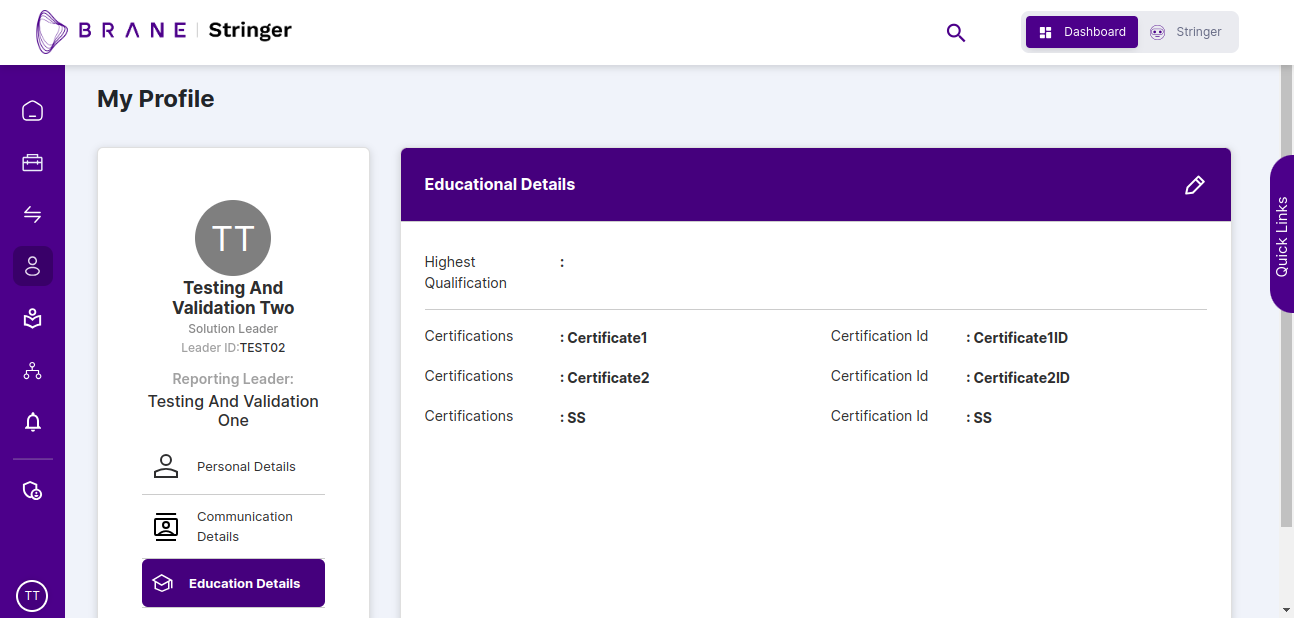 BRANE | Stringer
Dashboard
Stringer
My Profile
Quick Links
TT
Testing And
Validation Two
Solution Leader
Leader ID:TEST02
Reporting Leader:
Testing And Validation
One
Personal Details
Communication
Details
Education Details
Educational Details
Highest
Qualification
:
Certifications : Certificate1 Certification Id : Certificate1ID
Certifications : Certificate2 Certification Id : Certificate2ID
Certifications : SS Certification Id : SS
TT